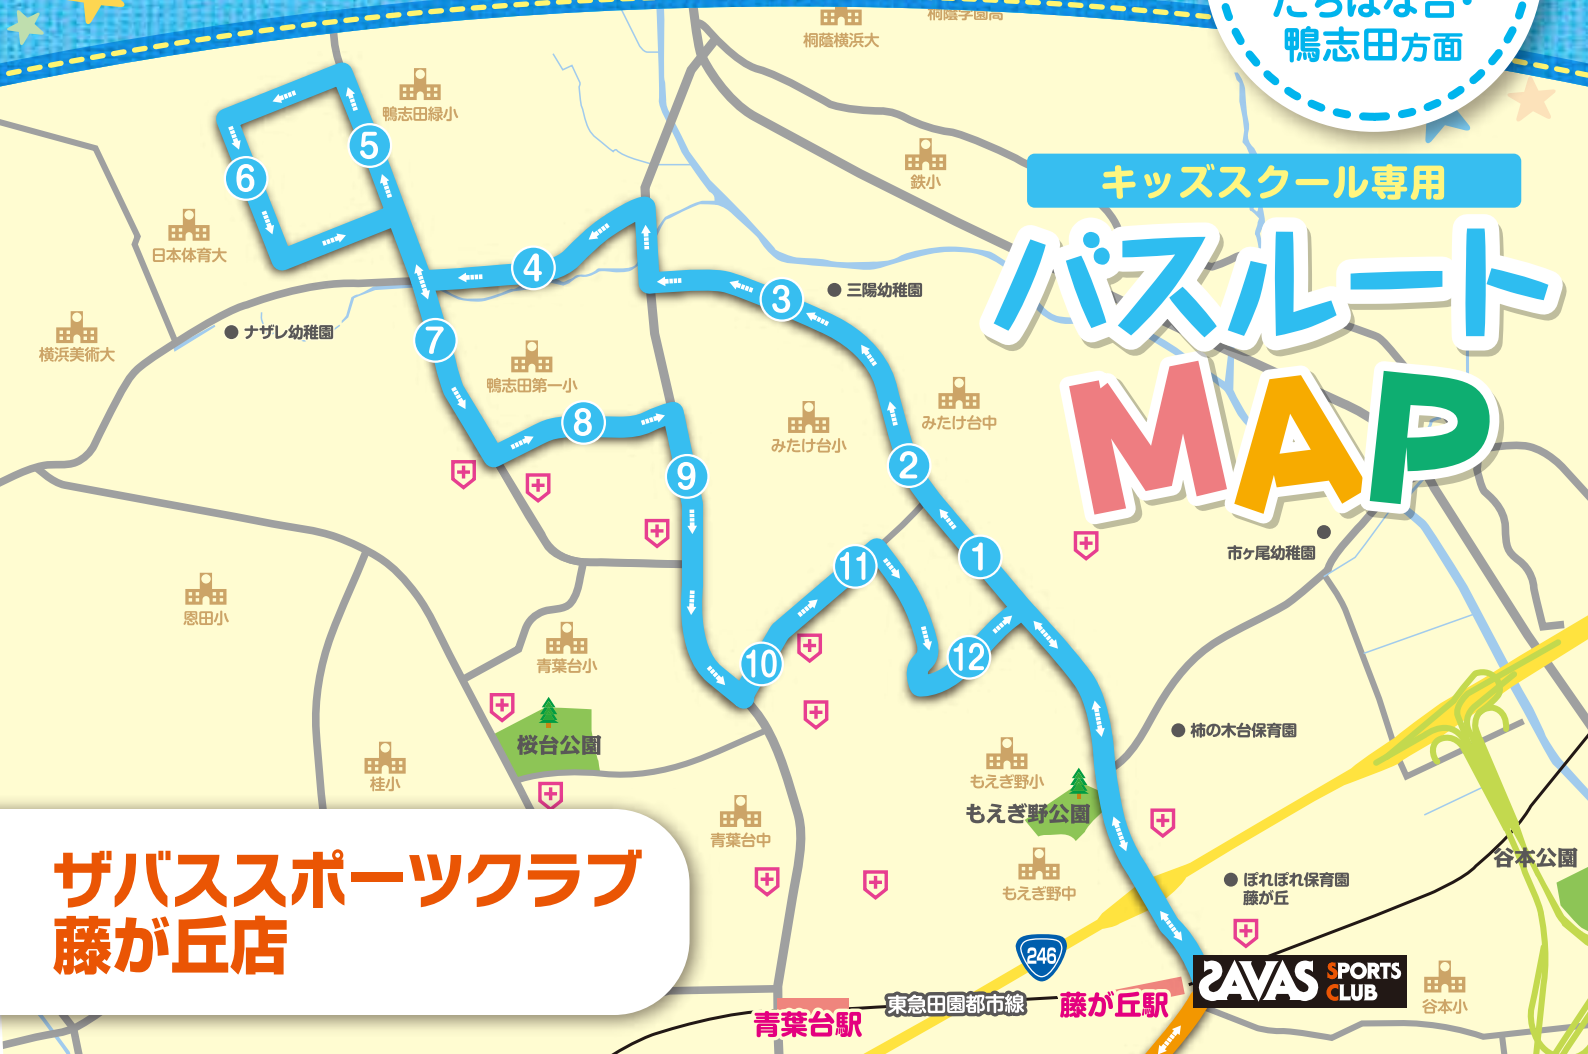 桐蔭学園高
桐蔭横浜大
たちばな台・
鴨志田方面
キッズスクール専用
バスルート
MAP
鴨志田緑小
鉄小
日本体育大
横浜美術大
ナザレ幼稚園
三陽幼稚園
鴨志田第一小
みたけ台小
みたけ台中
市ヶ尾幼稚園
恩田小
青葉台小
桜台公園
桂小
青葉台中
柿の木台保育園
もえぎ野小
もえぎ野公園
もえぎ野中
ぽれぽれ保育園
藤が丘
谷本公園
谷本小
1
2
3
4
5
6
7
8
9
10
11
12
246
東急田園都市線
青葉台駅
藤が丘駅
SAVAS SPORTS
CLUB
ザバススポーツクラブ
藤が丘店